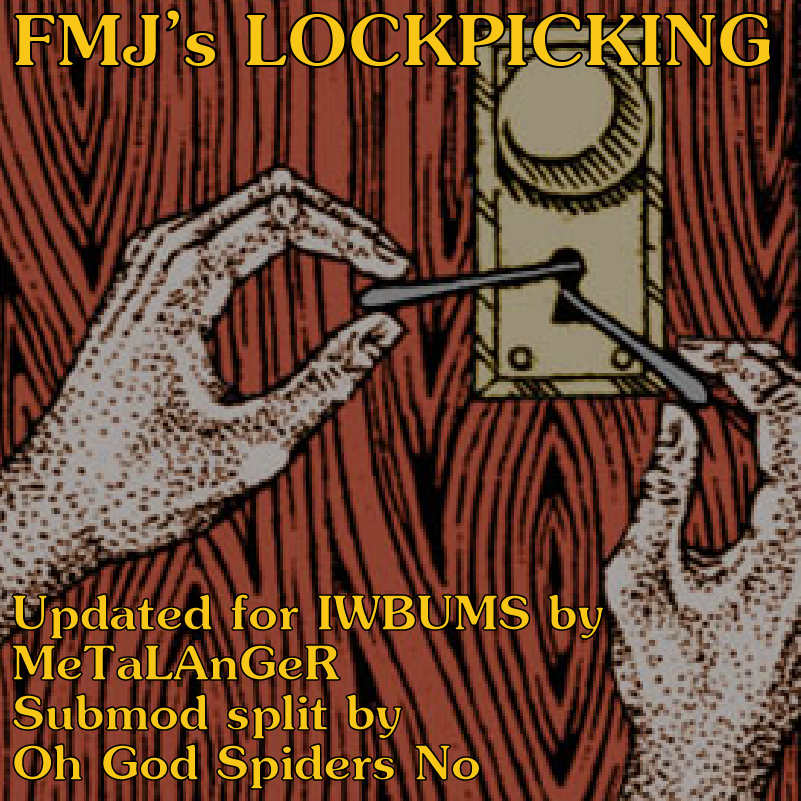 FMJ's LOCKPICKING
Updated for IWBUMS by
MeTaLAnGeR
Submod split by
Oh God Spiders No